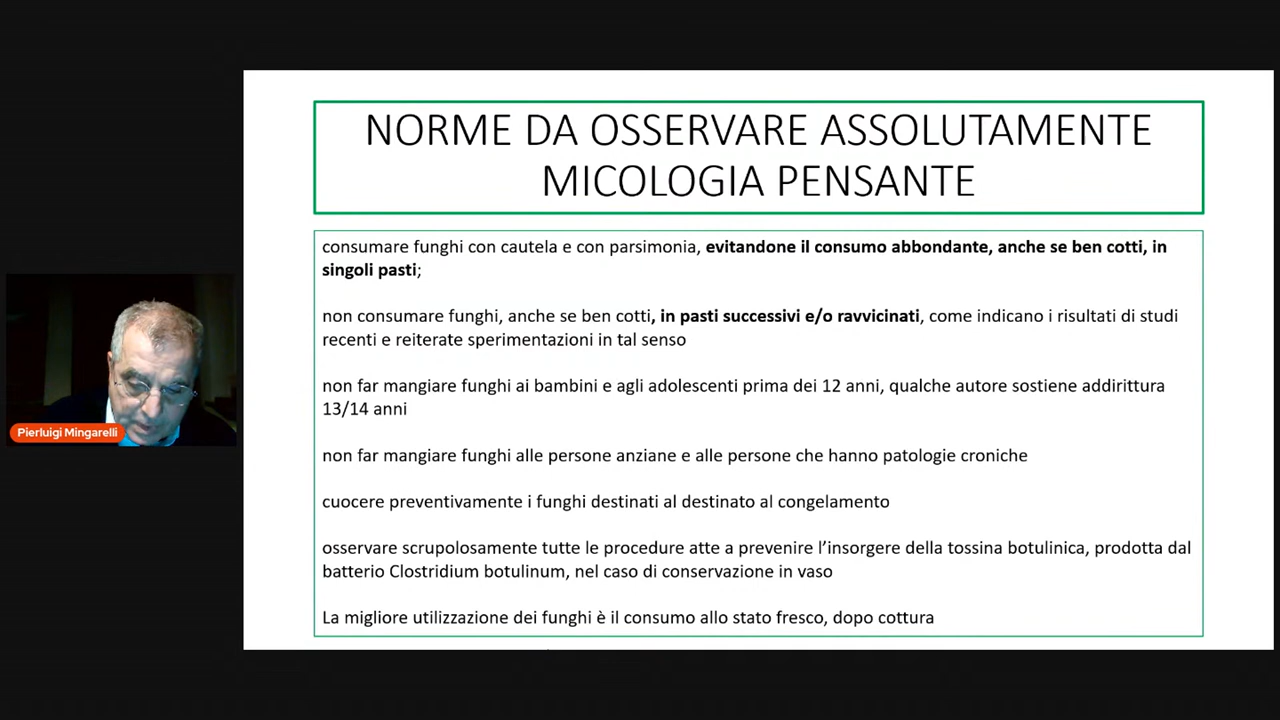 NORME DA OSSERVARE ASSOLUTAMENTE
MICOLOGIA PENSANTE
consumare funghi con cautela e con parsimonia, evitandone il consumo abbondante, anche se ben cotti, in
singoli pasti;
non consumare funghi, anche se ben cotti, in pasti successivi e/o ravvicinati, come indicano i risultati di studi
recenti e reiterate sperimentazioni in tal senso
non far mangiare funghi ai bambini e agli adolescenti prima dei 12 anni, qualche autore sostiene addirittura
13/14 anni
non far mangiare funghi alle persone anziane e alle persone che hanno patologie croniche
cuocere preventivamente i funghi destinati al destinato al congelamento
osservare scrupolosamente tutte le procedure atte a prevenire l’insorgere della tossina botulinica, prodotta dal
batterio Clostridium botulinum, nel caso di conservazione in vaso
La migliore utilizzazione dei funghi è il consumo allo stato fresco, dopo cottura
Pierluigi Mingarelli